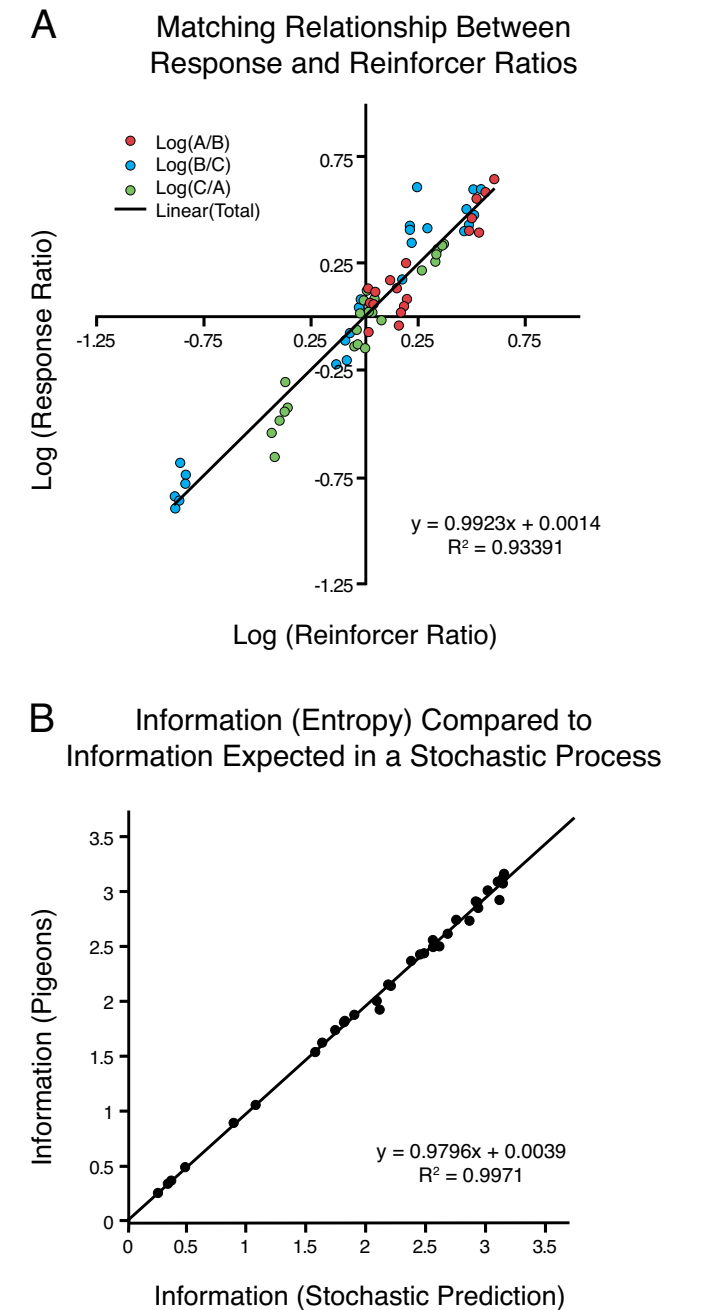 A
Matching Relationship Between
Response and Reinforcer Ratios
Log(A/B)
Log(B/C)
Log(C/A)
Linear(Total)
0.75
0.25
-1.25 -0.75 0.25 0.25 0.75
-0.25
-0.75
-1.25
Log (Response Ratio)
y = 0.9923x + 0.0014
R² = 0.93391
Log (Reinforcer Ratio)
B
Information (Entropy) Compared to
Information Expected in a Stochastic Process
3.5
3
2.5
2
1.5
1
0.5
0
Information (Pigeons)
y = 0.9796x + 0.0039
R² = 0.9971
0 0.5 1 1.5 2 2.5 3 3.5
Information (Stochastic Prediction)